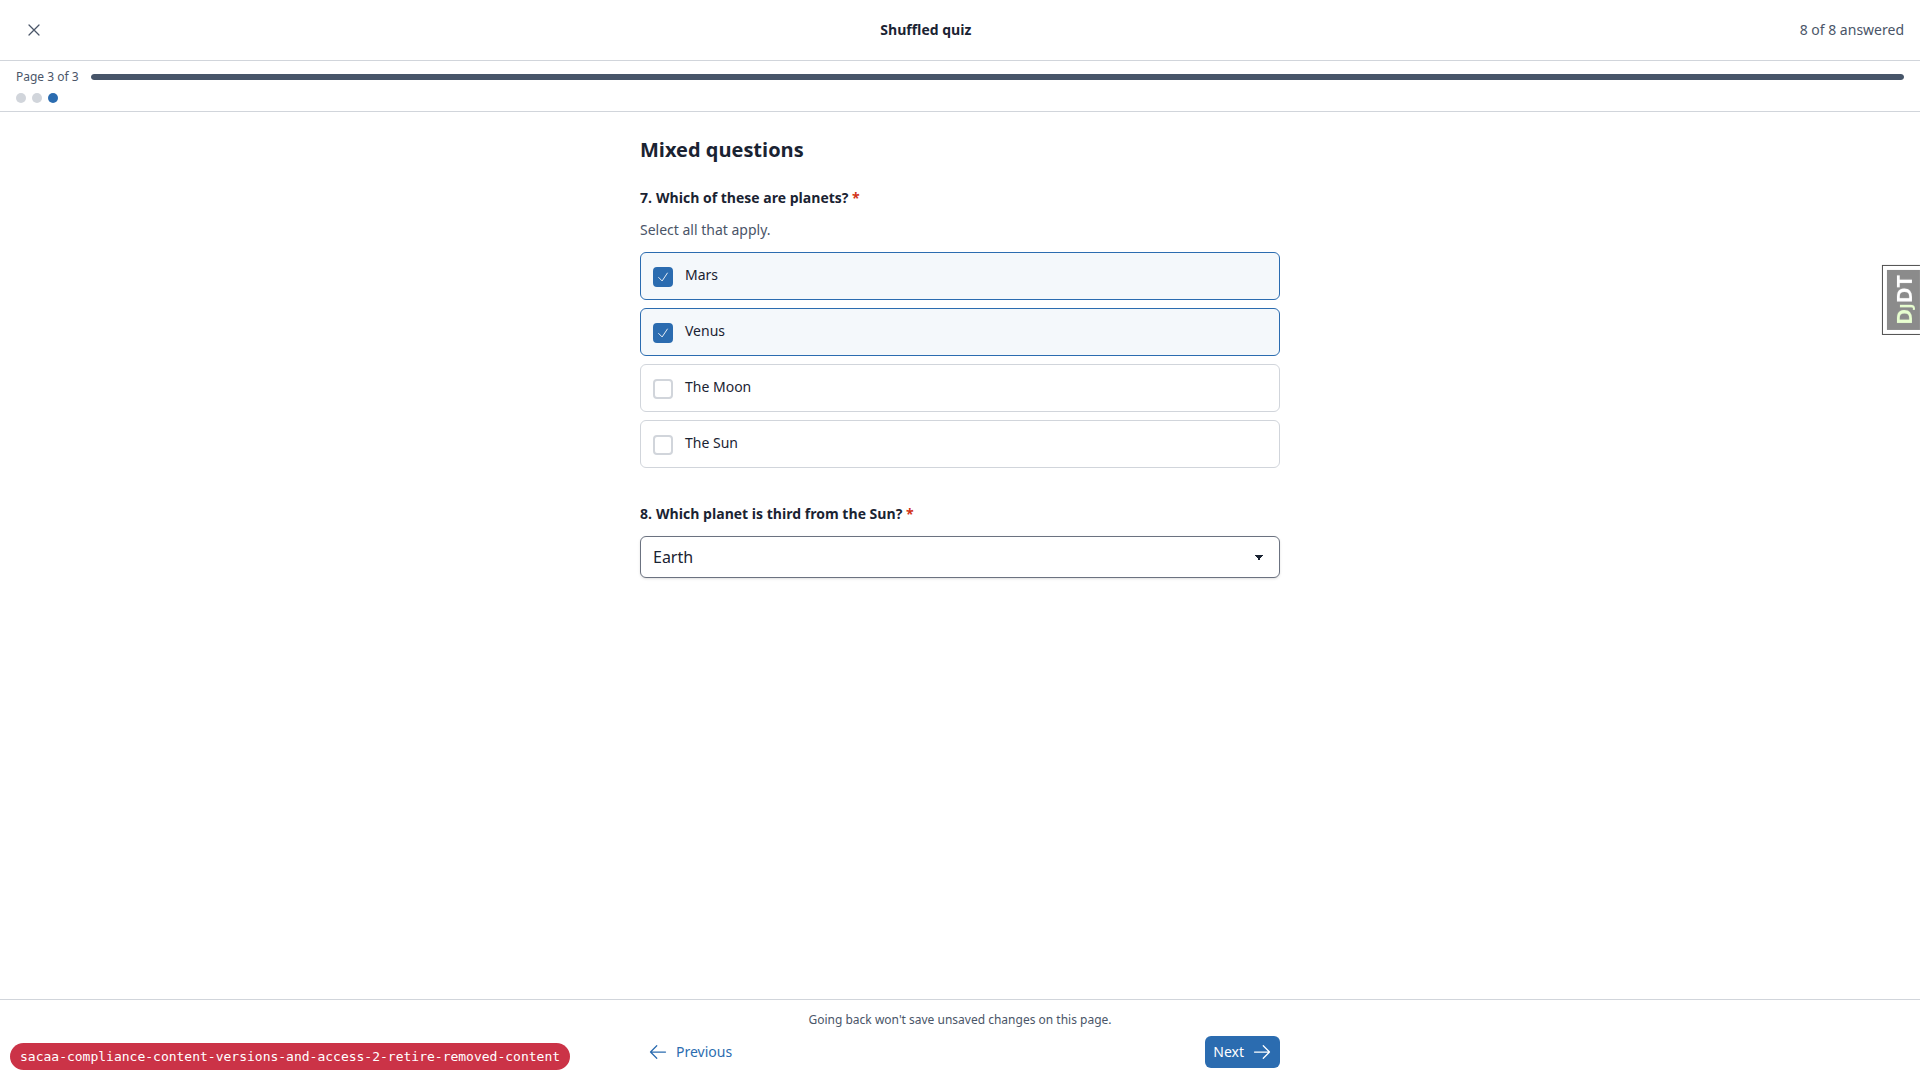 Shuffled quiz
8 of 8 answered
Page 3 of 3
Mixed questions
7. Which of these are planets? *
Select all that apply.
Mars
Venus
The Moon
The Sun
8. Which planet is third from the Sun? *
Earth
DjDT
Going back won't save unsaved changes on this page.
sacaa-compliance-content-versions-and-access-2-retire-removed-content
Previous
Next